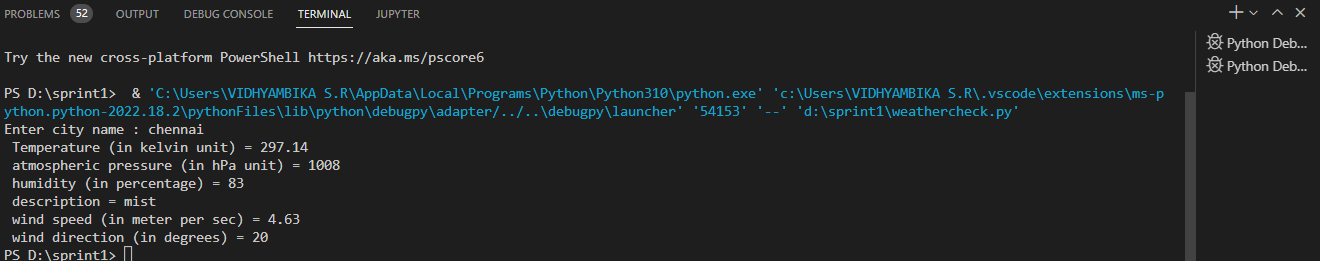 PROBLEMS 52 OUTPUT DEBUG CONSOLE TERMINAL JUPYTER
Python Deb...
Python Deb...
Try the new cross-platform PowerShell https://aka.ms/pscore6
PS D:\sprint1>  & 'C:\Users\VIDHYAMBIKA S.R\AppData\Local\Programs\Python\Python310\python.exe' 'c:\Users\VIDHYAMBIKA S.R\.vscode\extensions\ms-p
ython.python-2022.18.2\pythonFiles\lib\python\debugpy\adapter/../..\debugpy\launcher' '54153' '--' 'd:\sprint1\weathercheck.py'
Enter city name : chennai
 Temperature (in kelvin unit) = 297.14
 atmospheric pressure (in hPa unit) = 1008
 humidity (in percentage) = 83
 description = mist
 wind speed (in meter per sec) = 4.63
 wind direction (in degrees) = 20
PS D:\sprint1>